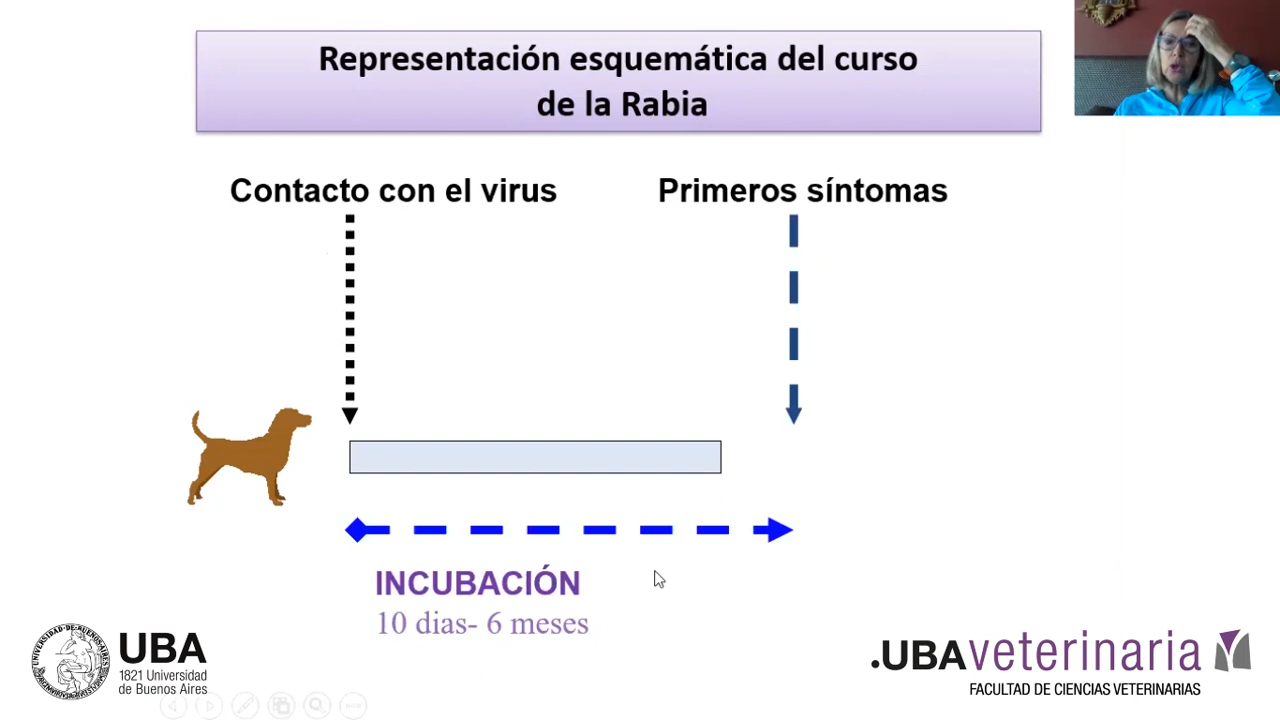 Representación esquemática del curso
de la Rabia
Contacto con el virus
Primeros síntomas
INCUBACIÓN
10 dias- 6 meses
UBA
1821 Universidad
de Buenos Aires
.UBAveterinaria
FACULTAD DE CIENCIAS VETERINARIAS